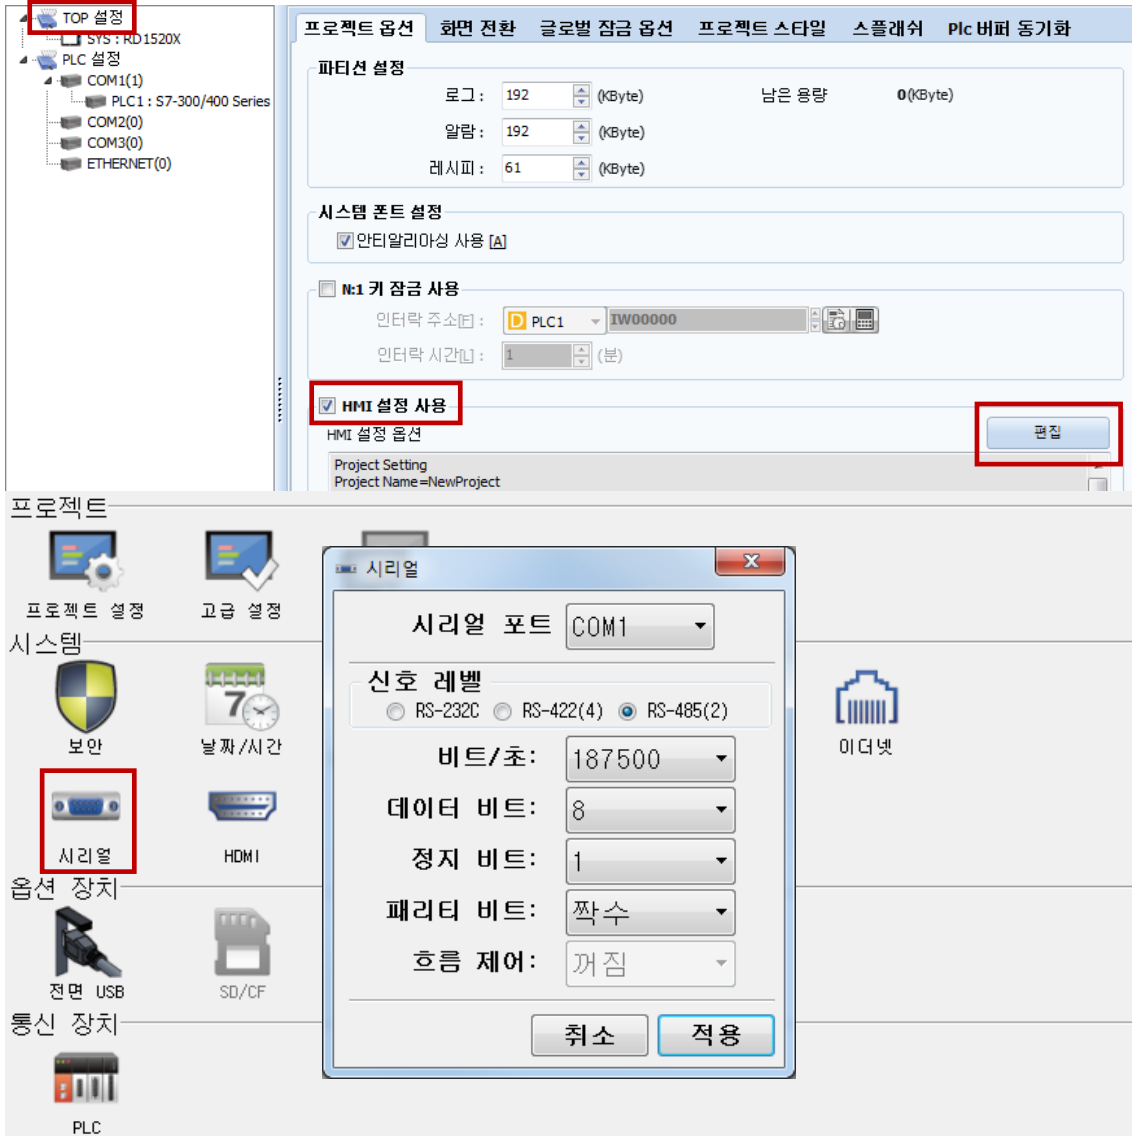 TOP 설정
SYS : RD1520X
PLC 설정
COM1(1)
PLC1 : S7-300/400 Series
COM2(0)
COM3(0)
ETHERNET(0)
프로젝트 옵션 화면 전환 글로벌 잠금 옵션 프로젝트 스타일 스플래쉬 Plc 버퍼 동기화
파티션 설정
로그 : 192 (KByte) 남은 용량 0(KByte)
알람 : 192 (KByte)
레시피 : 61 (KByte)
시스템 폰트 설정
안티알리아싱 사용 [A]
N:1 키 잠금 사용
인터락 주소[F] : D PLC1 IW00000
인터락 시간[L] : 1 (분)
HMI 설정 사용
HMI 설정 옵션 편집
Project Setting
Project Name=NewProject
프로젝트
프로젝트 설정 고급 설정
시스템
보안 날짜/시간 이더넷
7
시리얼 HDMI
옵션 장치
전면 USB SD/CF
통신 장치
PLC
시리얼
시리얼 포트 COM1
신호 레벨
RS-232C RS-422(4) RS-485(2)
비트/초: 187500
데이터 비트: 8
정지 비트: 1
패리티 비트: 짝수
흐름 제어: 꺼짐
취소 적용